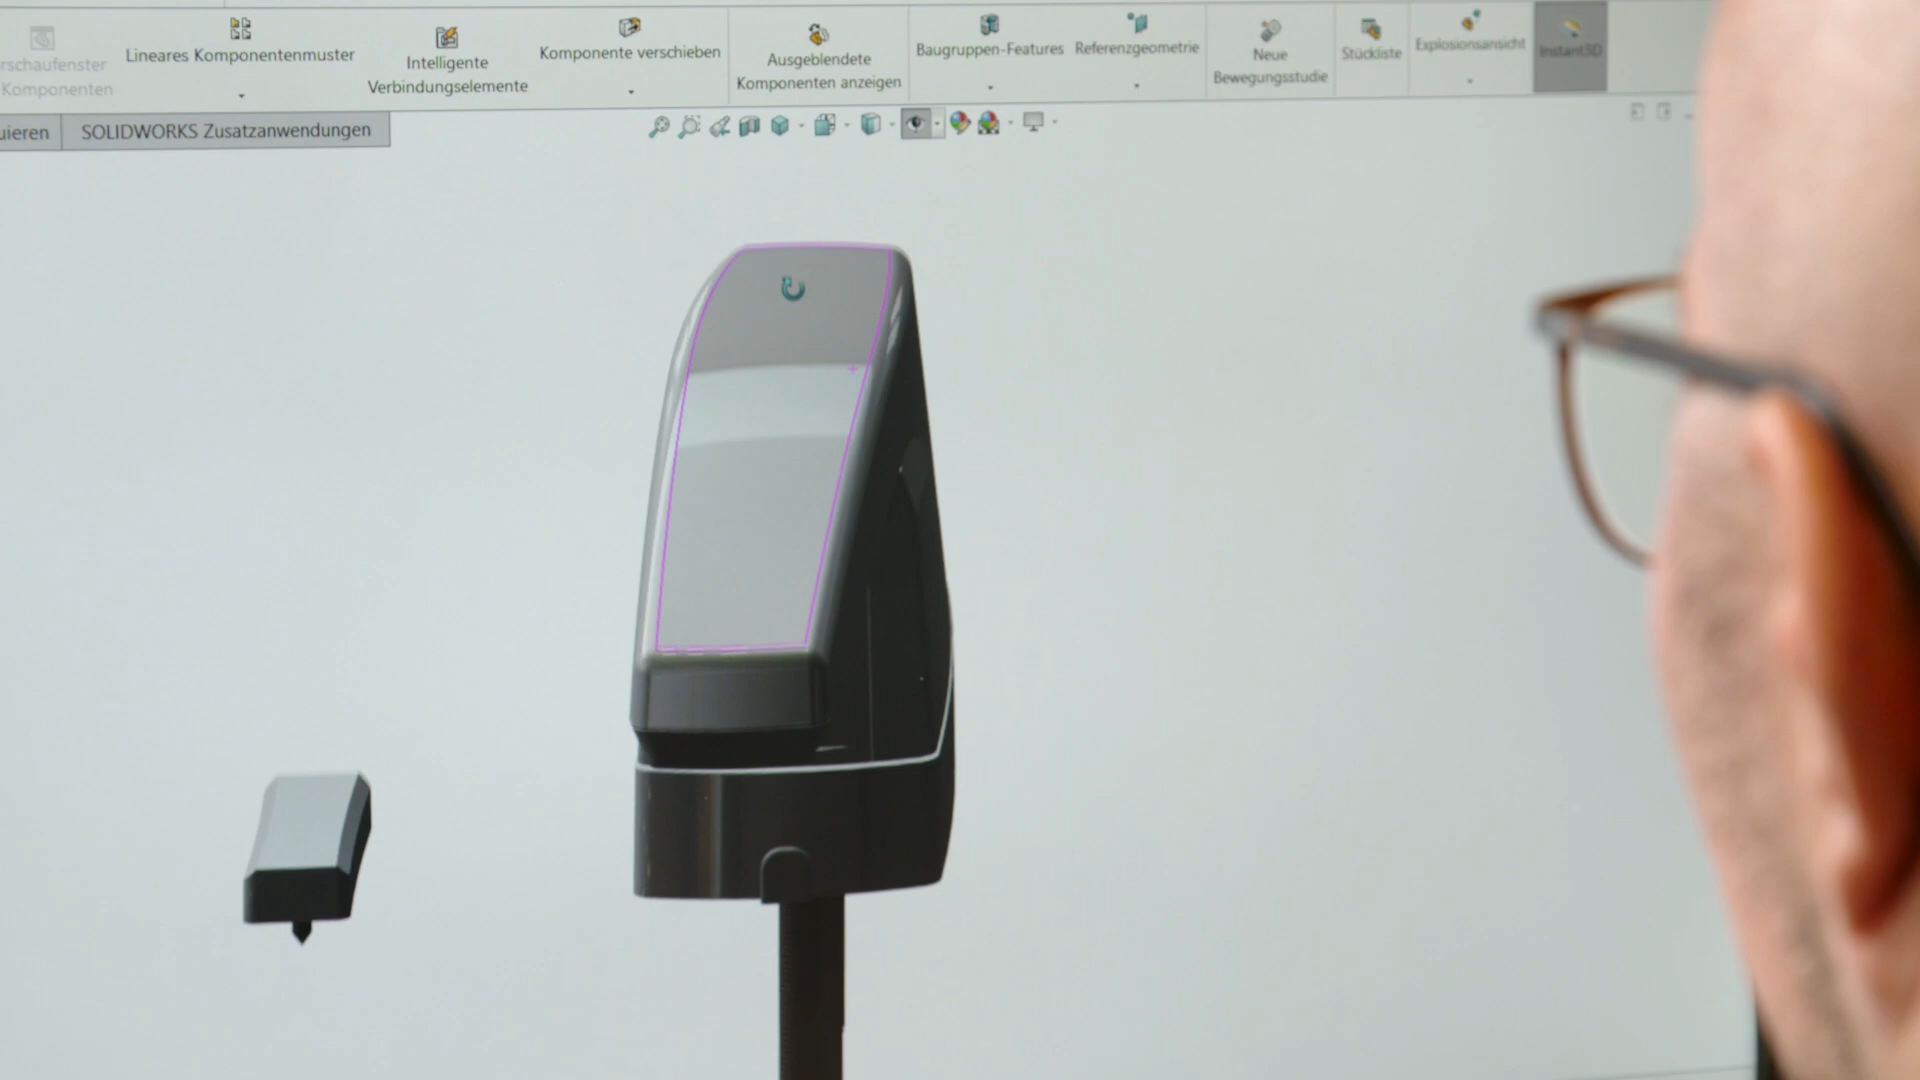 rschaufenster
Komponenten
Lineares Komponentenmuster
Intelligente
Verbindungselemente
Komponente verschieben
Ausgeblendete
Komponenten anzeigen
Baugruppen-Features
Referenzgeometrie
Neue
Bewegungsstudie
Stückliste
Explosionsansicht
Instant3D
uieren
SOLIDWORKS Zusatzanwendungen